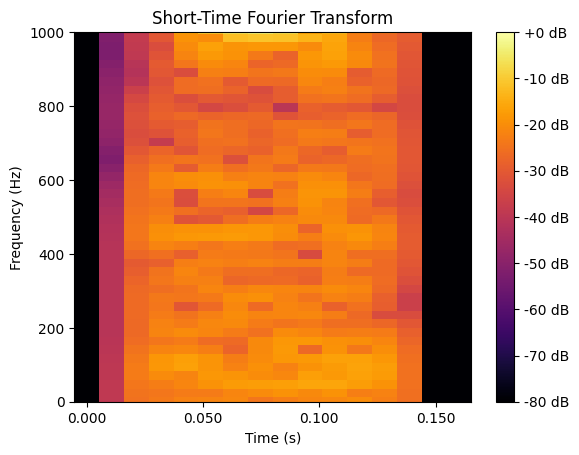 Short-Time Fourier Transform
1000
800
600
400
200
0
Frequency (Hz)
0.000
0.050
0.100
0.150
Time (s)
+0 dB
-10 dB
-20 dB
-30 dB
-40 dB
-50 dB
-60 dB
-70 dB
-80 dB